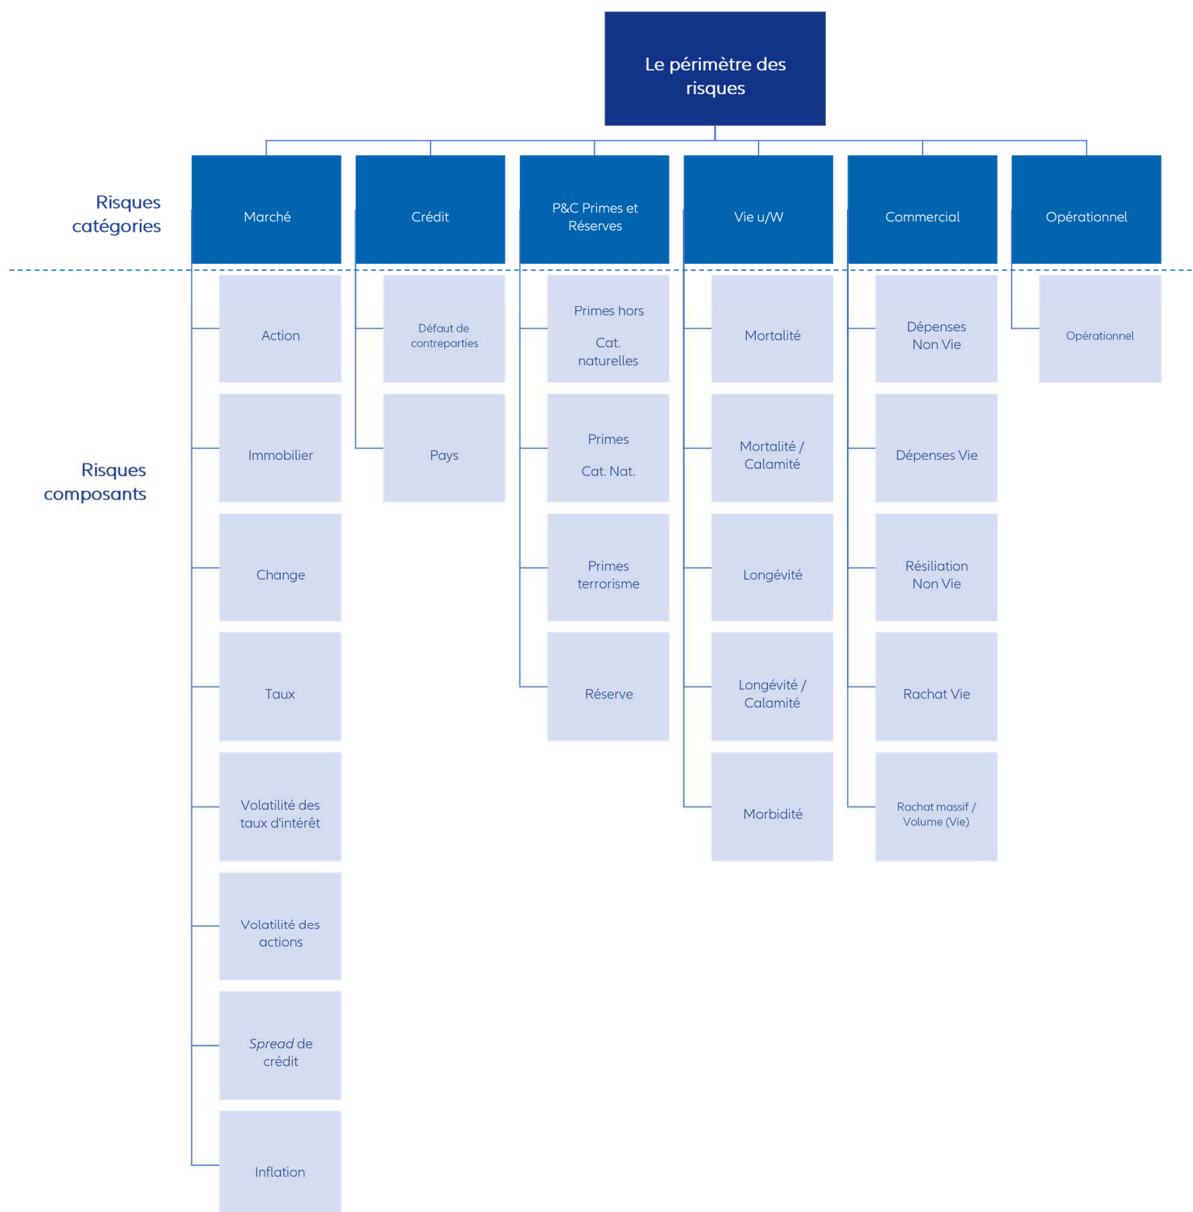 Le périmètre des
risques
Risques
catégories
Marché
Crédit
P&C Primes et
Réserves
Vie u/W
Commercial
Opérationnel
Risques
composants
Action
Immobilier
Change
Taux
Volatilité des
taux d'intérêt
Volatilité des
actions
Spread de
crédit
Inflation
Défaut de
contreparties
Pays
Primes hors
Cat.
naturelles
Primes
Cat. Nat.
Primes
terrorisme
Réserve
Mortalité
Mortalité /
Calamité
Longévité
Longévité /
Calamité
Morbidité
Dépenses
Non Vie
Dépenses Vie
Résiliation
Non Vie
Rachat Vie
Rachat massif /
Volume (Vie)
Opérationnel